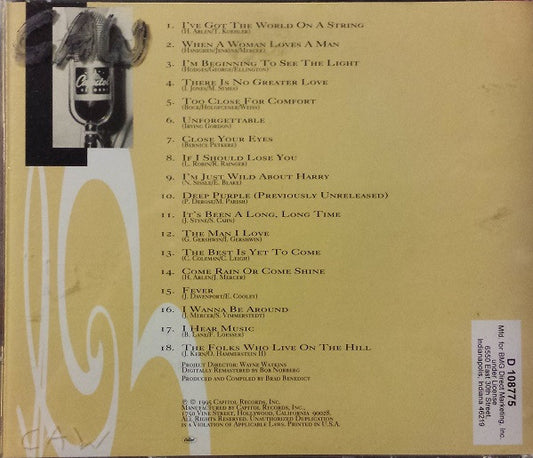 Capitol
1. I've Got The World On A String
(H. Arlen/T. Koehler)
2. When A Woman Loves A Man
(Hanighen/Jenkins/Mercer)
3. I'm Beginning To See The Light
(Hodges/George/Ellington)
4. There Is No Greater Love
(I. Jones/M. Symes)
5. Too Close For Comfort
(Bock/Holofcener/Weiss)
6. Unforgettable
(Irving Gordon)
7. Close Your Eyes
(Bernice Petkere)
8. If I Should Lose You
(L. Robin/R. Rainger)
9. I'm Just Wild About Harry
(N. Sissle/E. Blake)
10. Deep Purple (Previously Unreleased)
(P. DeRose/M. Parish)
11. It's Been A Long, Long Time
(J. Styne/S. Cahn)
12. The Man I Love
(G. Gershwin/I. Gershwin)
13. The Best Is Yet To Come
(C. Coleman/C. Leigh)
14. Come Rain Or Come Shine
(H. Arlen/J. Mercer)
15. Fever
(J. Davenport/E. Cooley)
16. I Wanna Be Around
(J. Mercer/S. Vimmerstedt)
17. I Hear Music
(B. Lane/F. Loesser)
18. The Folks Who Live On The Hill
(J. Kern/O. Hammerstein II)
Project Director: Wayne Watkins
Digitally Remastered by Bob Norberg
Produced and Compiled by Brad Benedict
℗ © 1995 Capitol Records, Inc.
Manufactured by Capitol Records, Inc.,
1750 Vine Street, Hollywood, California 90028.
All Rights Reserved. Unauthorized Duplication
is a Violation of Applicable Laws. Printed in U.S.A.
D 108775
Mfd. for BMG Direct Marketing, Inc.
under License
6550 East 30th Street,
Indianapolis, Indiana 46219
CAW